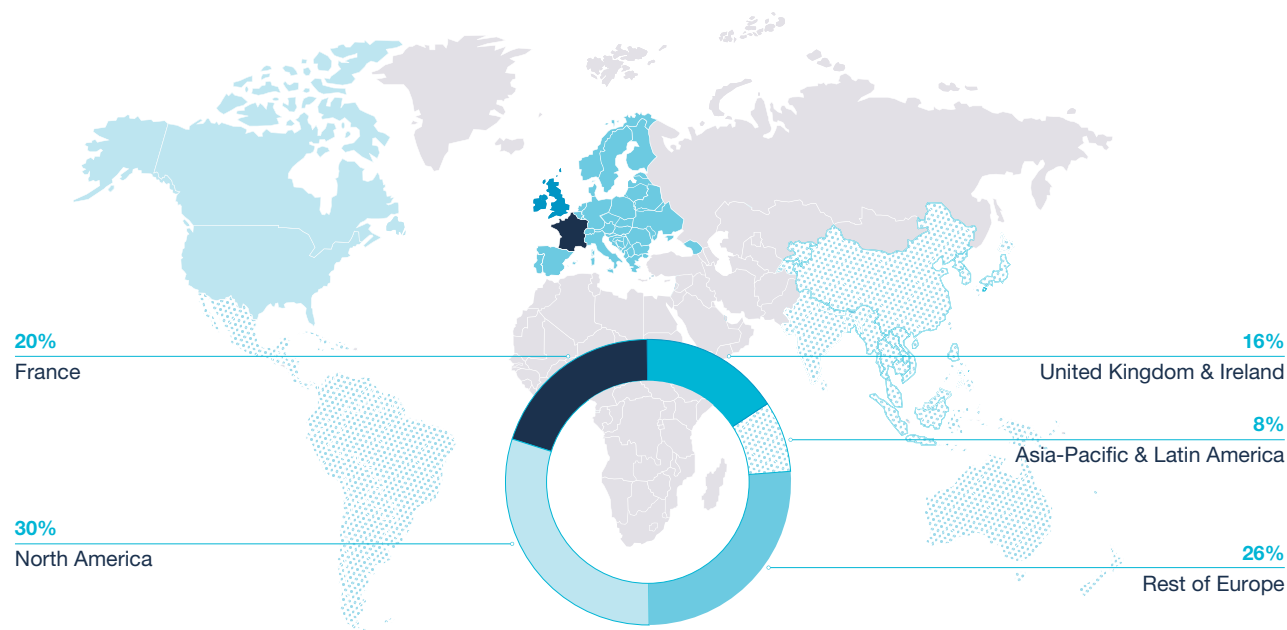 20%
France
30%
North America
16%
United Kingdom & Ireland
8%
Asia-Pacific & Latin America
26%
Rest of Europe